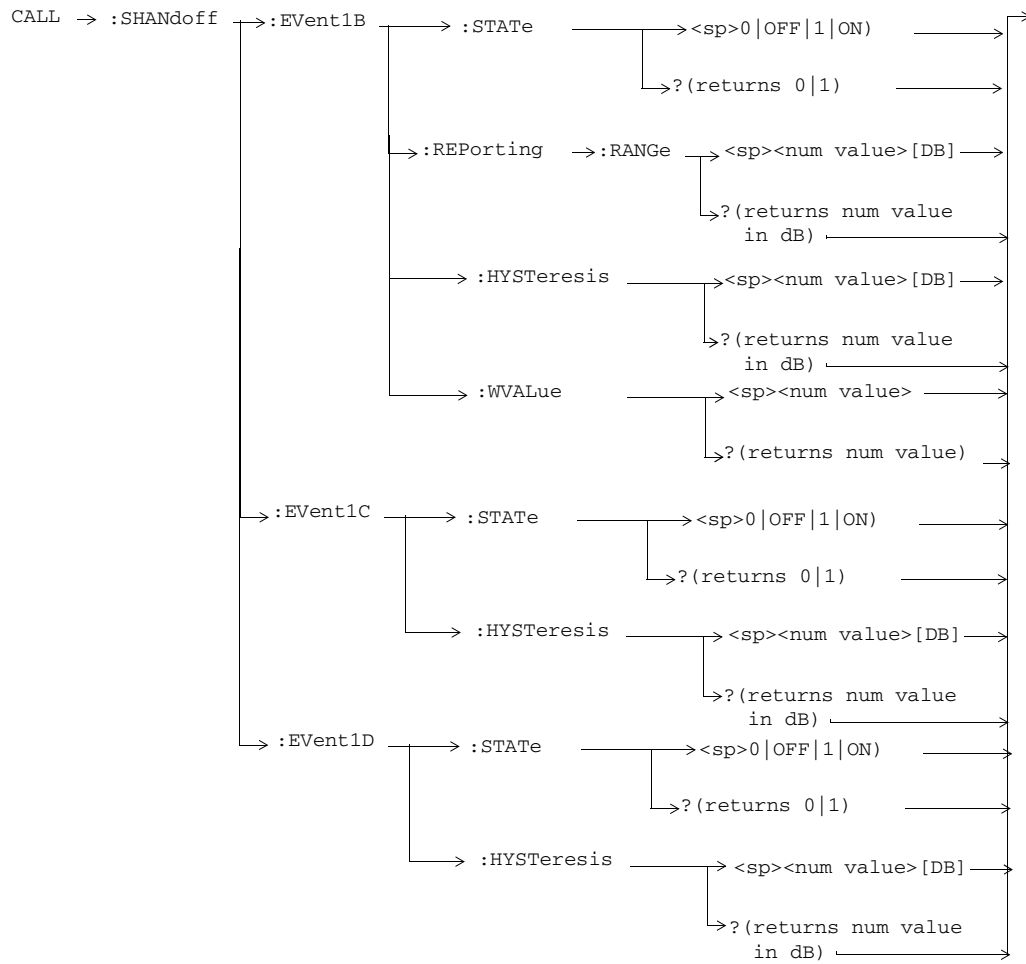 CALL :SHANdoff :EVent1B :STATe <sp>0|OFF|1|ON)
?(returns 0|1)
:REPorting :RANGe <sp><num value>[DB]
?(returns num value
in dB)
:HYSTeresis <sp><num value>[DB]
?(returns num value
in dB)
:WVALue <sp><num value>
?(returns num value)
:EVent1C :STATe <sp>0|OFF|1|ON)
?(returns 0|1)
:HYSTeresis <sp><num value>[DB]
?(returns num value
in dB)
:EVent1D :STATe <sp>0|OFF|1|ON)
?(returns 0|1)
:HYSTeresis <sp><num value>[DB]
?(returns num value
in dB)